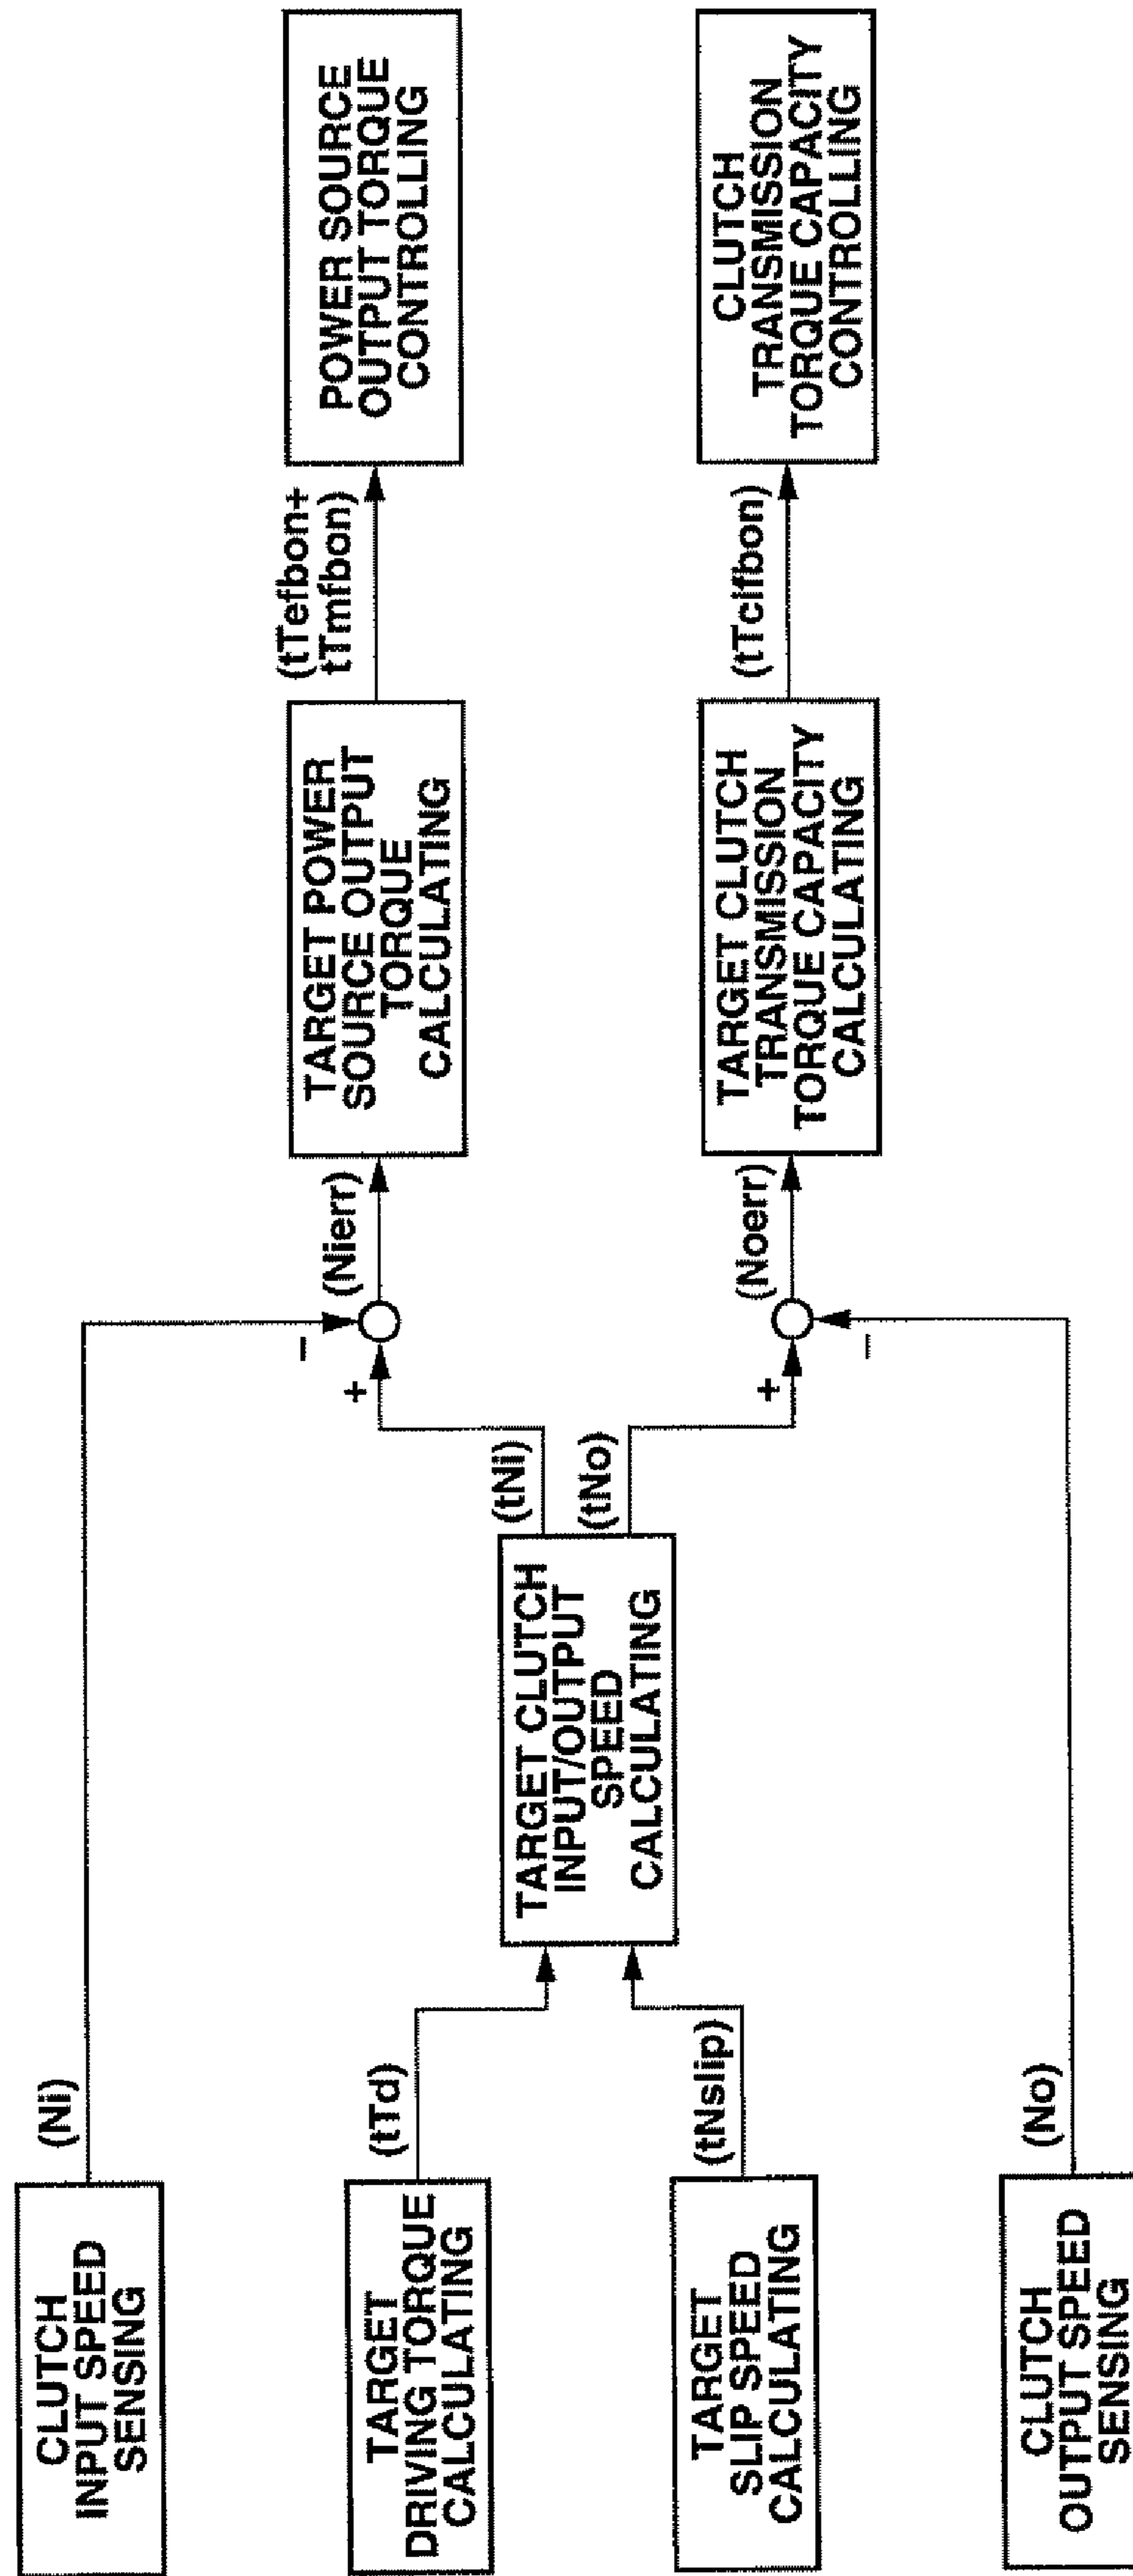 CLUTCH
INPUT SPEED
SENSING
(Ni)
TARGET
DRIVING TORQUE
CALCULATING
(tTd)
TARGET
SLIP SPEED
CALCULATING
(tNslip)
CLUTCH
OUTPUT SPEED
SENSING
(No)
TARGET CLUTCH
INPUT/OUTPUT
SPEED
CALCULATING
(tNi)
(tNo)
+
−
(Nierr)
+
−
(Noerr)
TARGET POWER
SOURCE OUTPUT
TORQUE
CALCULATING
(tTefbon+
tTmfbon)
POWER SOURCE
OUTPUT TORQUE
CONTROLLING
TARGET CLUTCH
TRANSMISSION
TORQUE CAPACITY
CALCULATING
(tTcifbon)
CLUTCH
TRANSMISSION
TORQUE CAPACITY
CONTROLLING